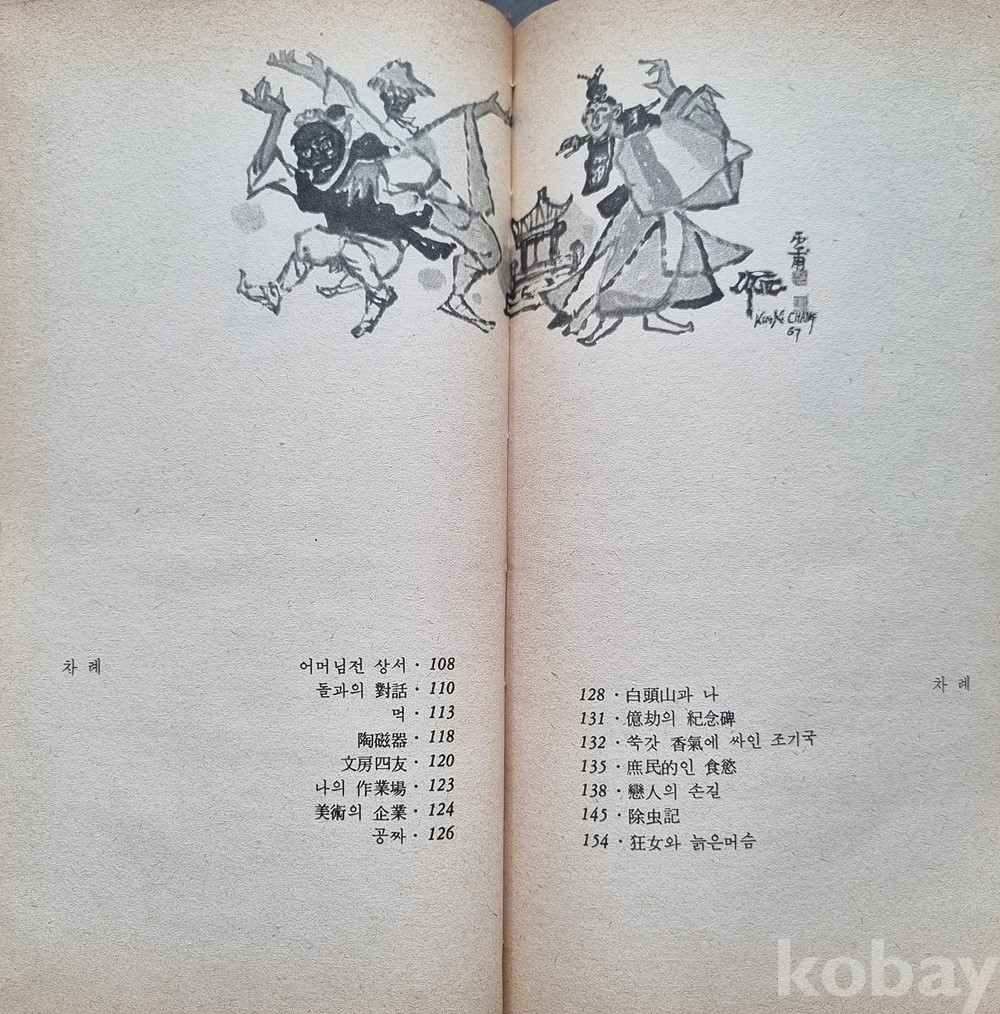 雲甫
KIM KI CHANG
67
차 례
어머님전 상서 · 108
돌과의 對話 · 110
먹 · 113
陶磁器 · 118
文房四友 · 120
나의 作業場 · 123
美術의 企業 · 124
공짜 · 126
차 례
128 · 白頭山과 나
131 · 億劫의 紀念碑
132 · 쑥갓 香氣에 싸인 조기국
135 · 庶民的인 食慾
138 · 戀人의 손길
145 · 除虫記
154 · 狂女와 늙은머슴
kobay